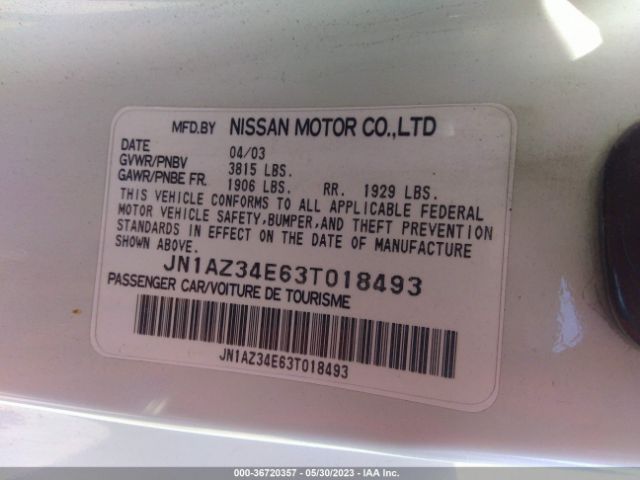 MFD.BY NISSAN MOTOR CO.,LTD
DATE 04/03
GVWR/PNBV 3815 LBS.
GAWR/PNBE FR. 1906 LBS. RR. 1929 LBS.
THIS VEHICLE CONFORMS TO ALL APPLICABLE FEDERAL
MOTOR VEHICLE SAFETY,BUMPER,AND THEFT PREVENTION
STANDARDS IN EFFECT ON THE DATE OF MANUFACTURE
SHOWN ABOVE.
JN1AZ34E63T018493
PASSENGER CAR/VOITURE DE TOURISME
JN1AZ34E63T018493
000-36720357 - 05/30/2023 - IAA Inc.